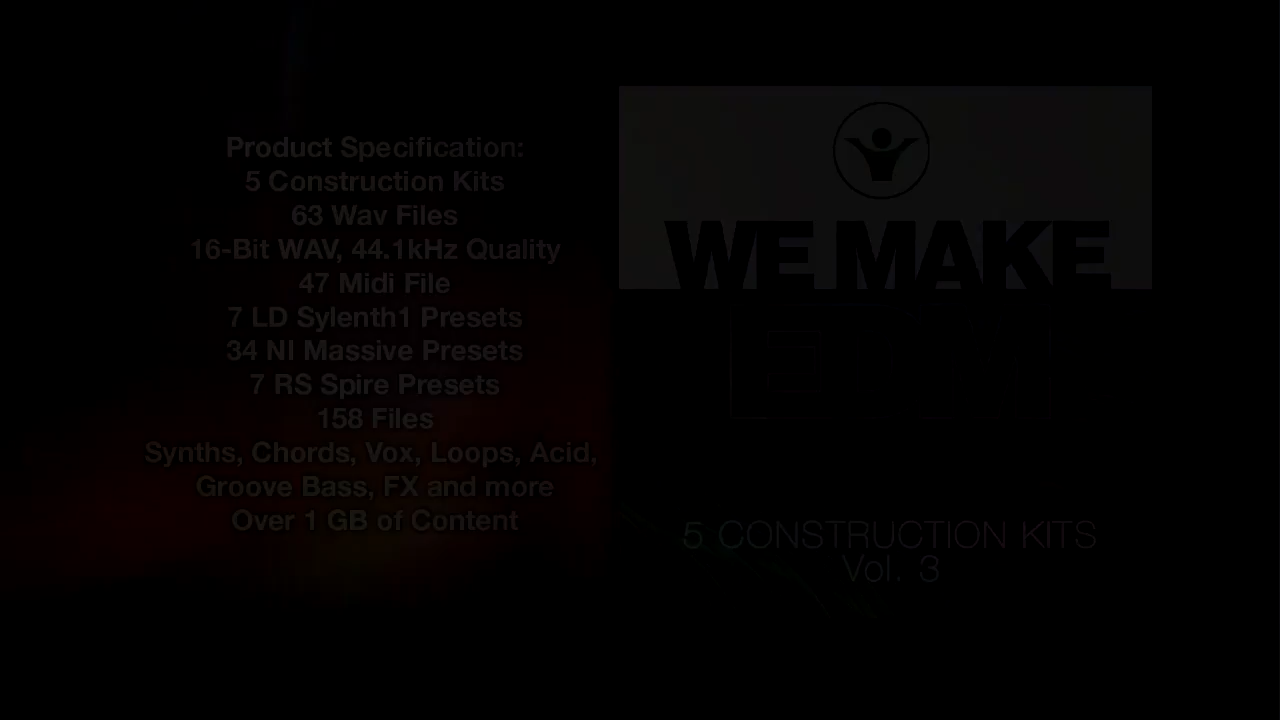 Product Specification:
5 Construction Kits
63 Wav Files
16-Bit WAV, 44.1kHz Quality
47 Midi File
7 LD Sylenth1 Presets
34 NI Massive Presets
7 RS Spire Presets
158 Files
Synths, Chords, Vox, Loops, Acid,
Groove Bass, FX and more
Over 1 GB of Content
WE MAKE
5 CONSTRUCTION KITS
Vol. 3